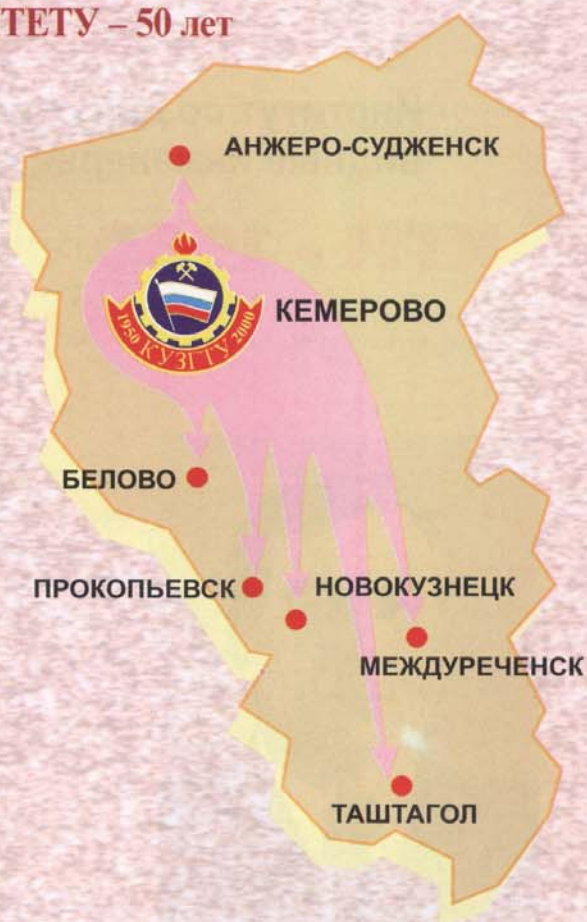 ТЕТУ – 50 лет
АНЖЕРО-СУДЖЕНСК
КЕМЕРОВО
1950 КУЗГТУ 2000
БЕЛОВО
ПРОКОПЬЕВСК
НОВОКУЗНЕЦК
МЕЖДУРЕЧЕНСК
ТАШТАГОЛ